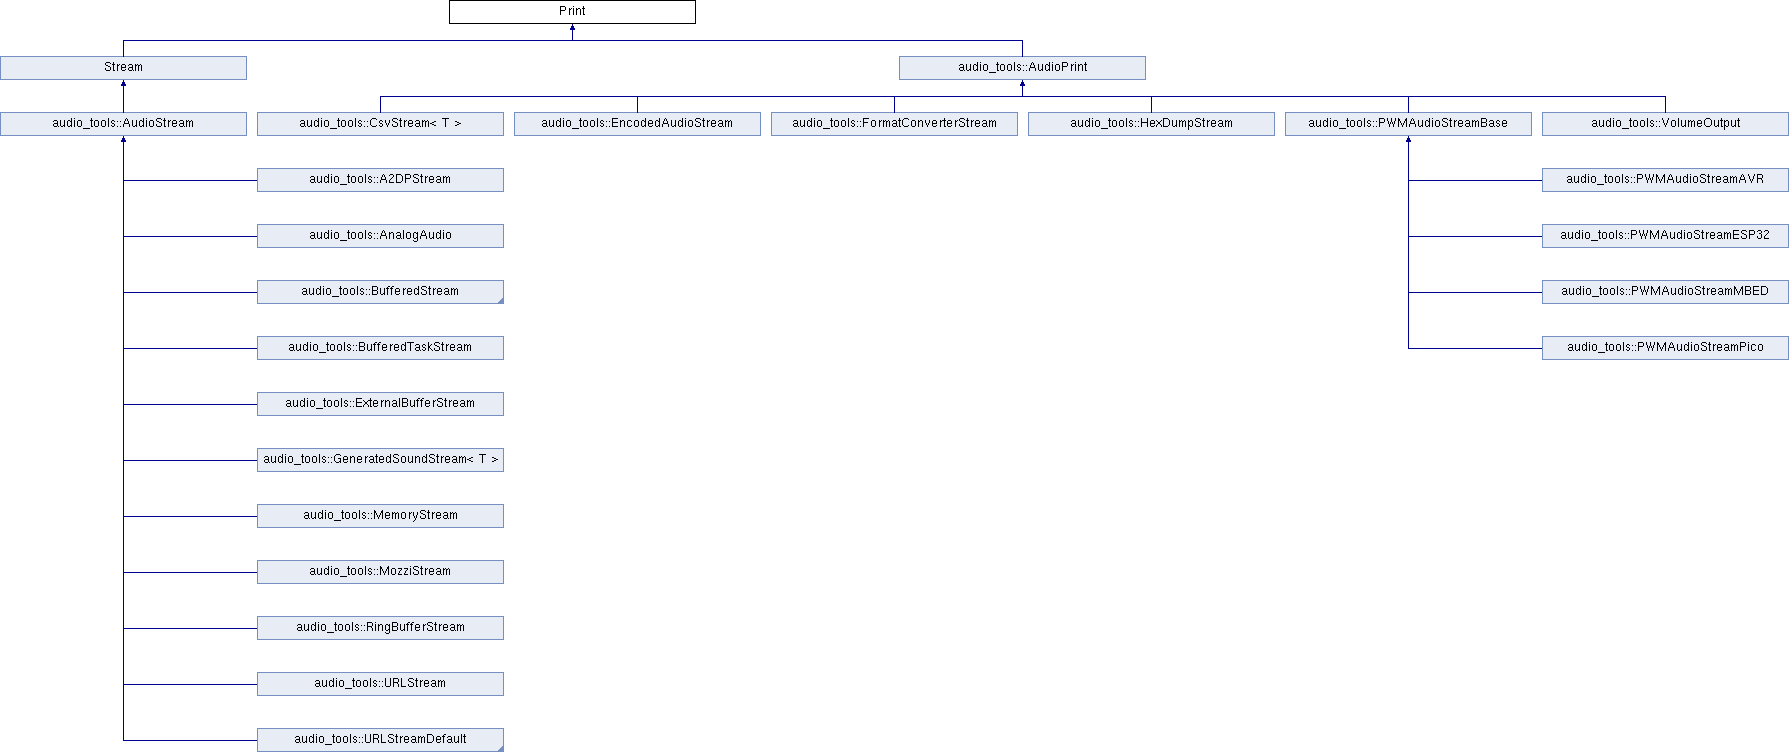 Print
Stream
audio_tools::AudioPrint
audio_tools::AudioStream
audio_tools::CsvStream< T >
audio_tools::EncodedAudioStream
audio_tools::FormatConverterStream
audio_tools::HexDumpStream
audio_tools::PWMAudioStreamBase
audio_tools::VolumeOutput
audio_tools::A2DPStream
audio_tools::PWMAudioStreamAVR
audio_tools::AnalogAudio
audio_tools::PWMAudioStreamESP32
audio_tools::BufferedStream
audio_tools::PWMAudioStreamMBED
audio_tools::BufferedTaskStream
audio_tools::PWMAudioStreamPico
audio_tools::ExternalBufferStream
audio_tools::GeneratedSoundStream< T >
audio_tools::MemoryStream
audio_tools::MozziStream
audio_tools::RingBufferStream
audio_tools::URLStream
audio_tools::URLStreamDefault